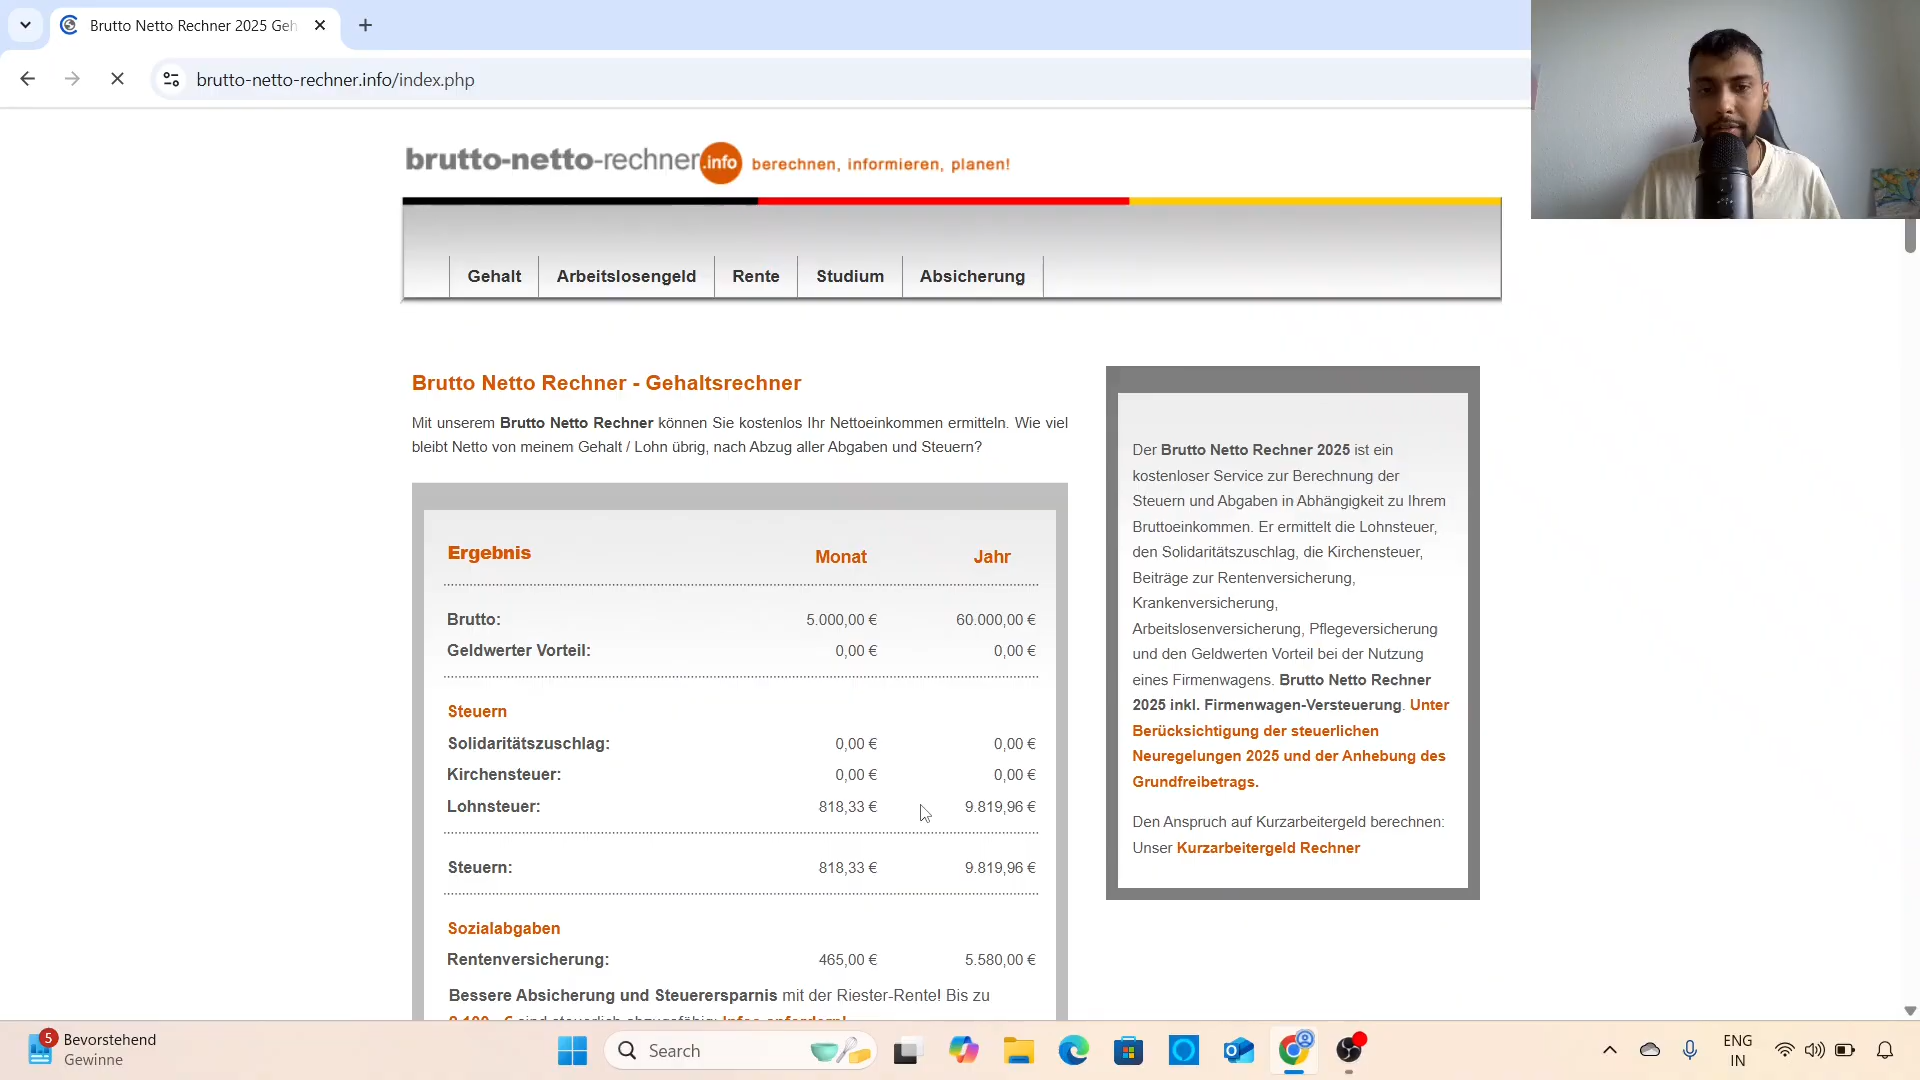 Brutto Netto Rechner 2025 Geh
brutto-netto-rechner.info/index.php
brutto-netto-rechner.info berechnen, informieren, planen!
Gehalt Arbeitslosengeld Rente Studium Absicherung
Brutto Netto Rechner - Gehaltsrechner
Mit unserem Brutto Netto Rechner können Sie kostenlos Ihr Nettoeinkommen ermitteln. Wie viel
bleibt Netto von meinem Gehalt / Lohn übrig, nach Abzug aller Abgaben und Steuern?
Ergebnis Monat Jahr
Brutto: 5.000,00 € 60.000,00 €
Geldwerter Vorteil: 0,00 € 0,00 €
Steuern
Solidaritätszuschlag: 0,00 € 0,00 €
Kirchensteuer: 0,00 € 0,00 €
Lohnsteuer: 818,33 € 9.819,96 €
Steuern: 818,33 € 9.819,96 €
Sozialabgaben
Rentenversicherung: 465,00 € 5.580,00 €
Bessere Absicherung und Steuerersparnis mit der Riester-Rente! Bis zu
Der Brutto Netto Rechner 2025 ist ein
kostenloser Service zur Berechnung der
Steuern und Abgaben in Abhängigkeit zu Ihrem
Bruttoeinkommen. Er ermittelt die Lohnsteuer,
den Solidaritätszuschlag, die Kirchensteuer,
Beiträge zur Rentenversicherung,
Krankenversicherung,
Arbeitslosenversicherung, Pflegeversicherung
und den Geldwerten Vorteil bei der Nutzung
eines Firmenwagens. Brutto Netto Rechner
2025 inkl. Firmenwagen-Versteuerung. Unter
Berücksichtigung der steuerlichen
Neuregelungen 2025 und der Anhebung des
Grundfreibetrags.
Den Anspruch auf Kurzarbeitergeld berechnen:
Unser Kurzarbeitergeld Rechner
5
Bevorstehend
Gewinne
Search
ENG
IN